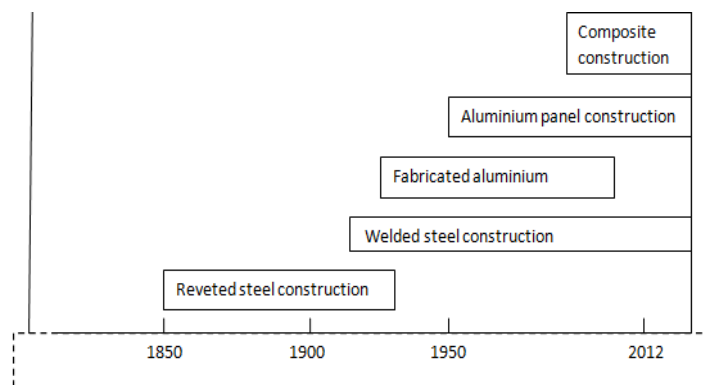 Composite
construction
Aluminium panel construction
Fabricated aluminium
Welded steel construction
Reveted steel construction
1850 1900 1950 2012